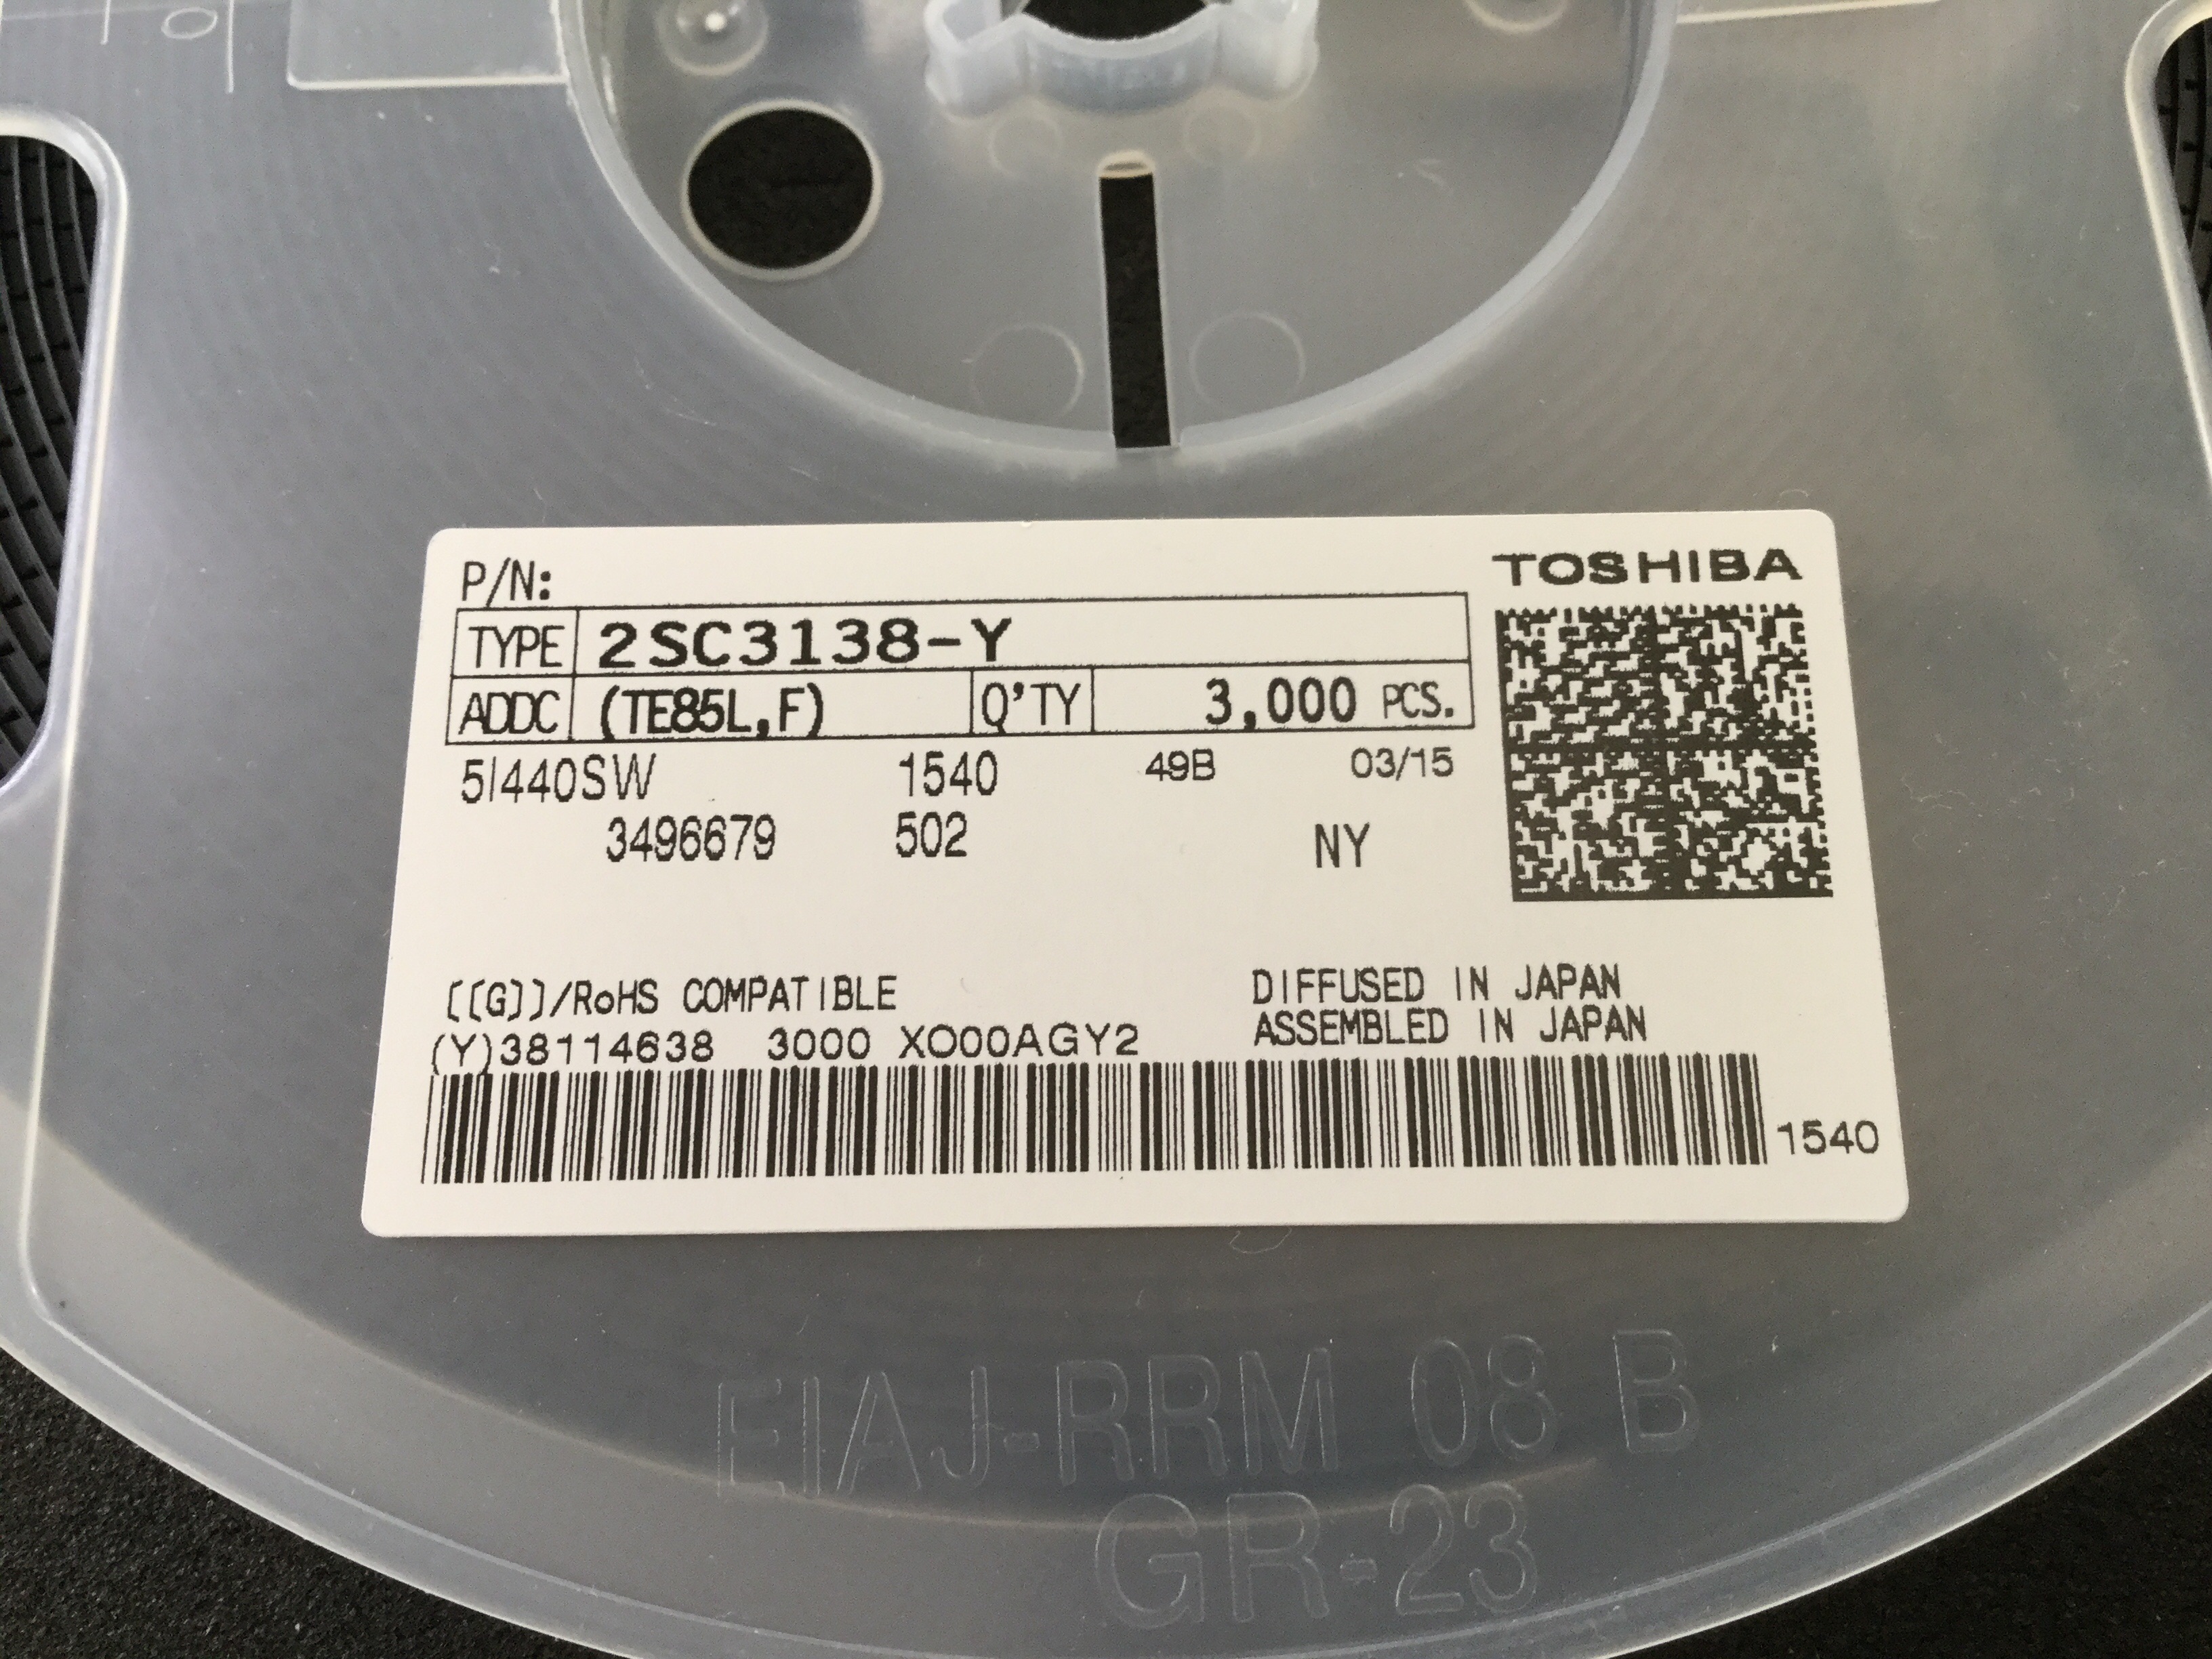 P/N:
TOSHIBA
TYPE 2SC3138-Y
ADDC (TE85L,F) Q'TY 3,000 PCS.
5I440SW 1540 49B 03/15
3496679 502 NY
[[G]]/RoHS COMPATIBLE
DIFFUSED IN JAPAN
ASSEMBLED IN JAPAN
(Y)38114638 3000 XO00AGY2
1540
EIAJ-RRM 08 B
GR-23